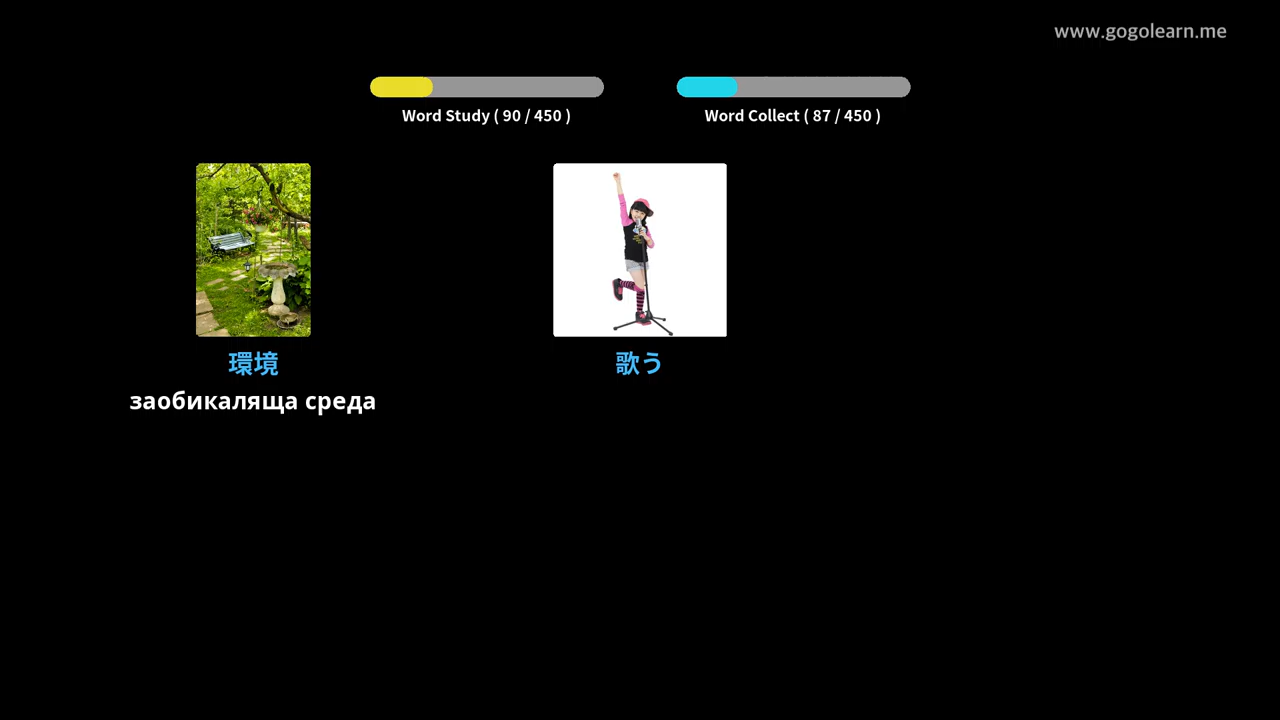 www.gogolearn.me
Word Study ( 90 / 450 )
Word Collect ( 87 / 450 )
環境
歌う
заобикаляща среда